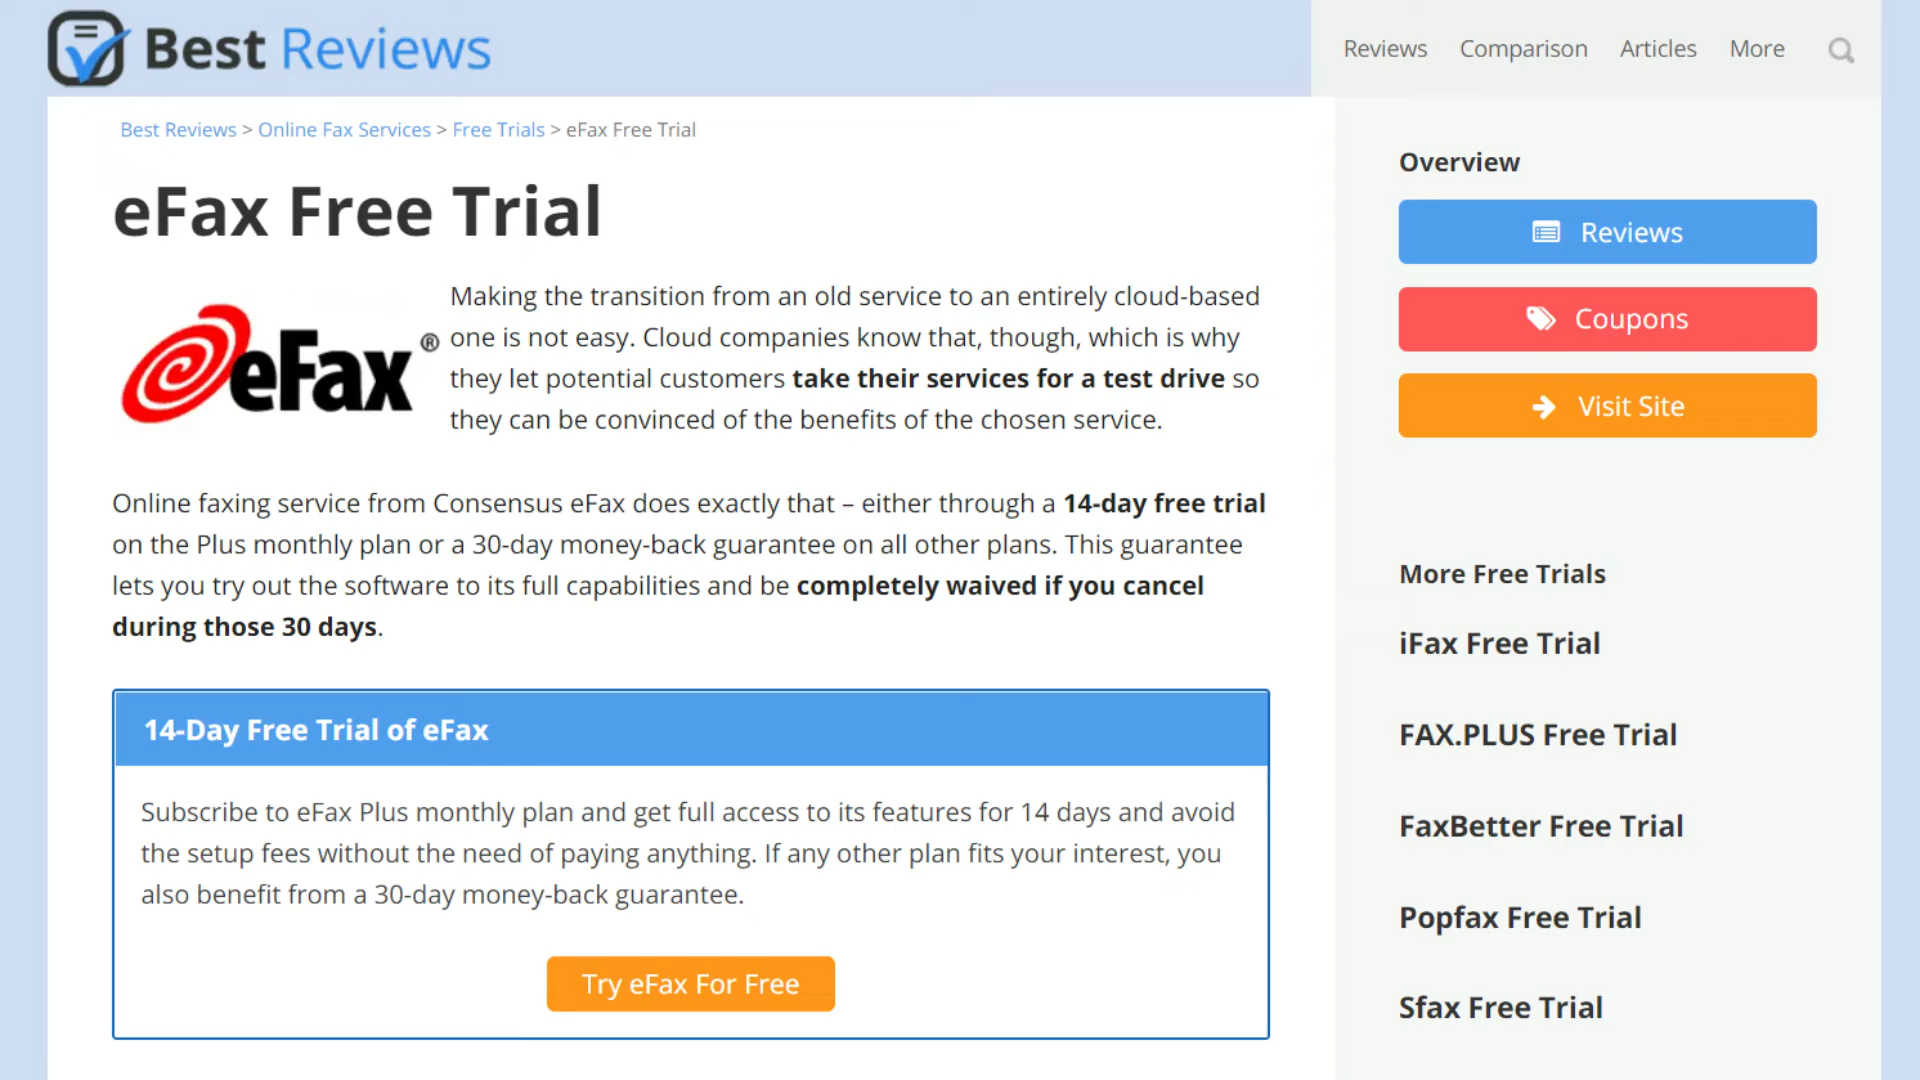 Best Reviews
Reviews Comparison Articles More
Best Reviews > Online Fax Services > Free Trials > eFax Free Trial
eFax Free Trial
eFax®
Making the transition from an old service to an entirely cloud-based
one is not easy. Cloud companies know that, though, which is why
they let potential customers take their services for a test drive so
they can be convinced of the benefits of the chosen service.
Online faxing service from Consensus eFax does exactly that – either through a 14-day free trial
on the Plus monthly plan or a 30-day money-back guarantee on all other plans. This guarantee
lets you try out the software to its full capabilities and be completely waived if you cancel
during those 30 days.
14-Day Free Trial of eFax
Subscribe to eFax Plus monthly plan and get full access to its features for 14 days and avoid
the setup fees without the need of paying anything. If any other plan fits your interest, you
also benefit from a 30-day money-back guarantee.
Try eFax For Free
Overview
Reviews
Coupons
Visit Site
More Free Trials
iFax Free Trial
FAX.PLUS Free Trial
FaxBetter Free Trial
Popfax Free Trial
Sfax Free Trial